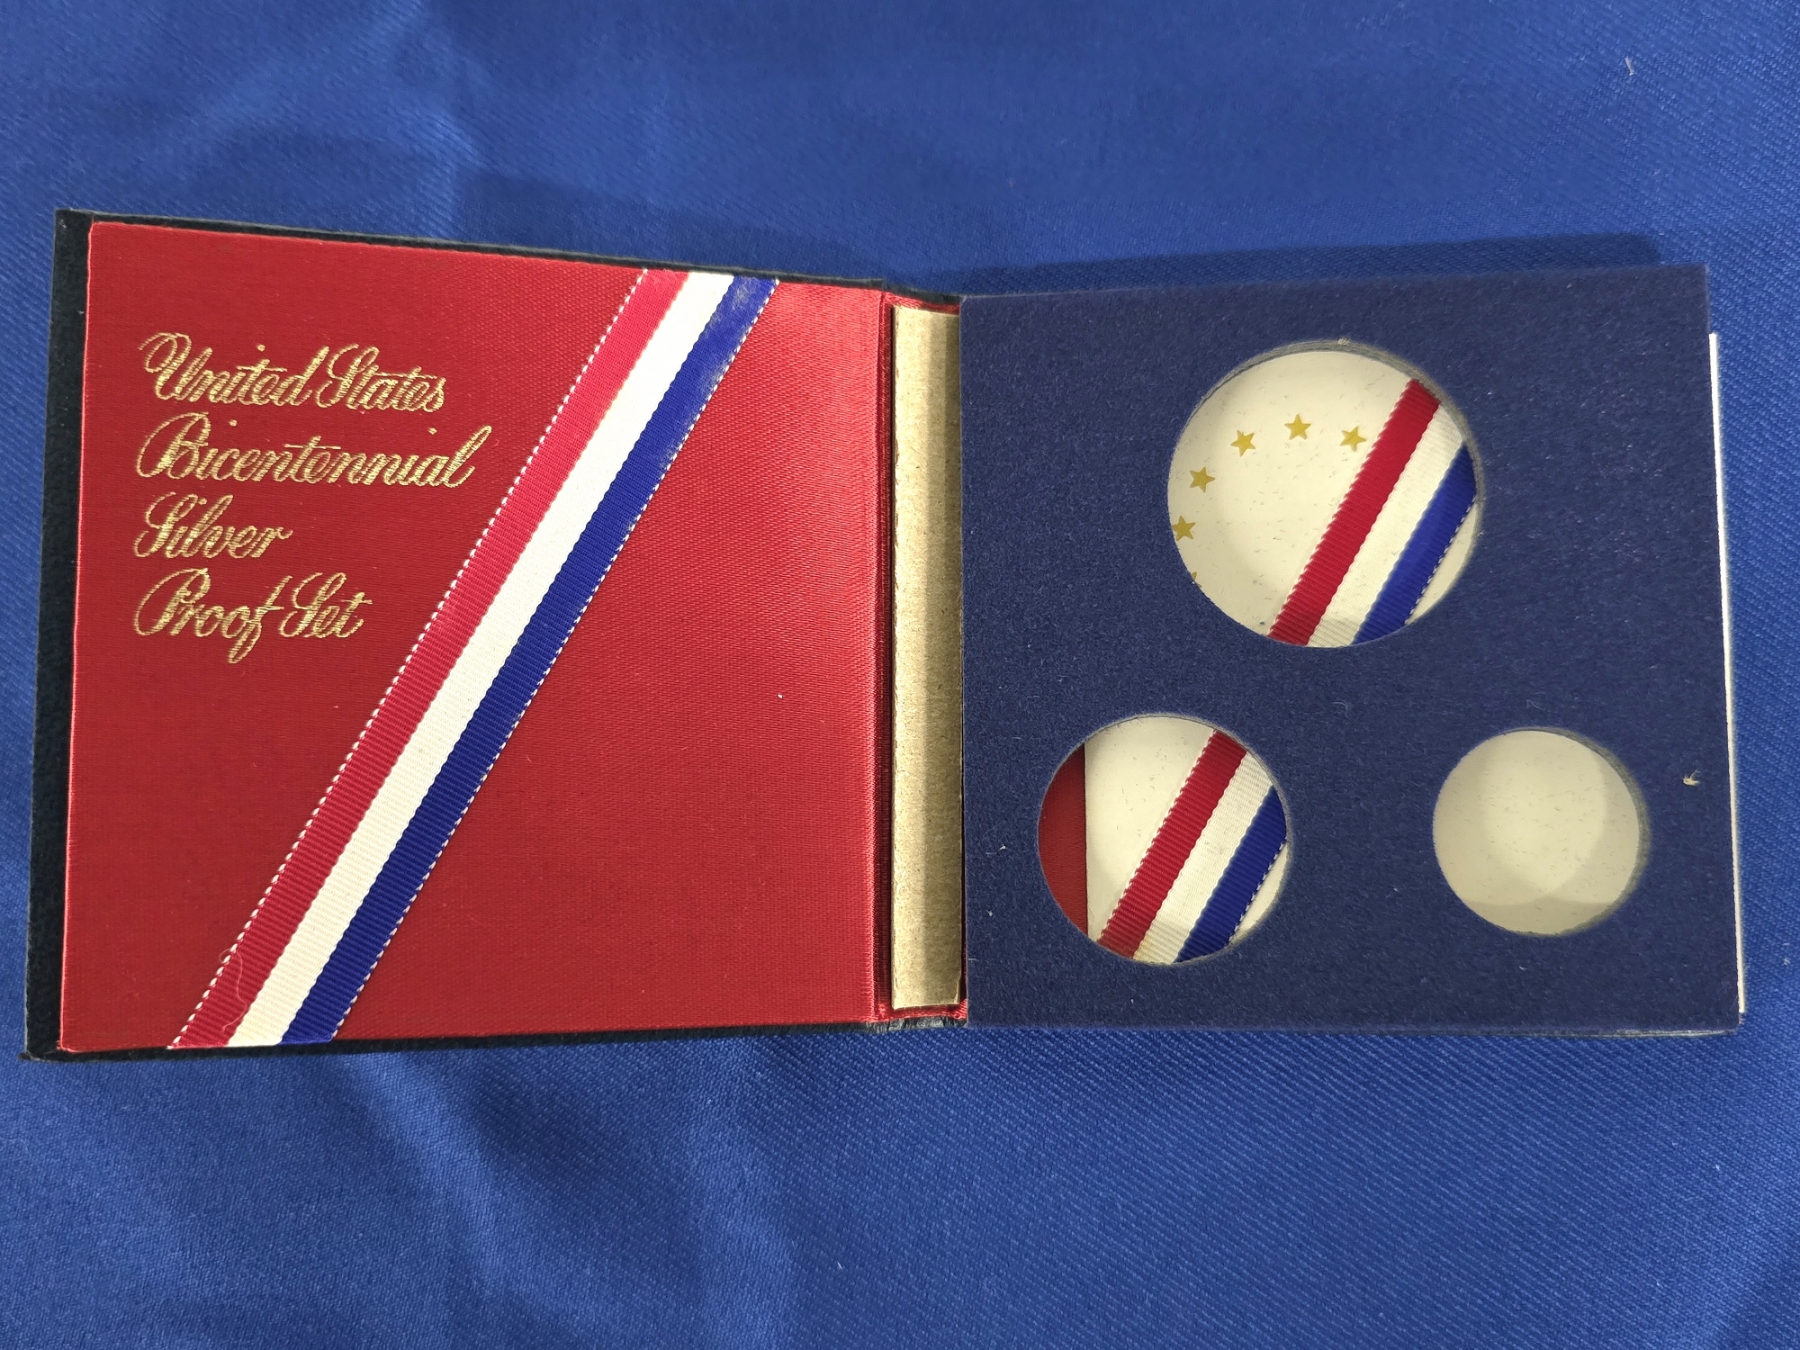 United States
Bicentennial
Silver
Proof Set